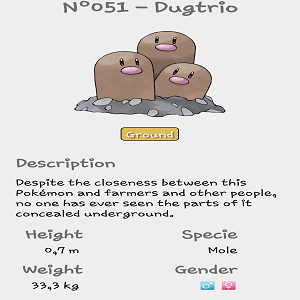 Nº051 – Dugtrio
Ground
Description
Despite the closeness between this
Pokémon and farmers and other people,
no one has ever seen the parts of it
concealed underground.
Height Specie
0,7 m Mole
Weight Gender
33,3 kg ♂ ♀